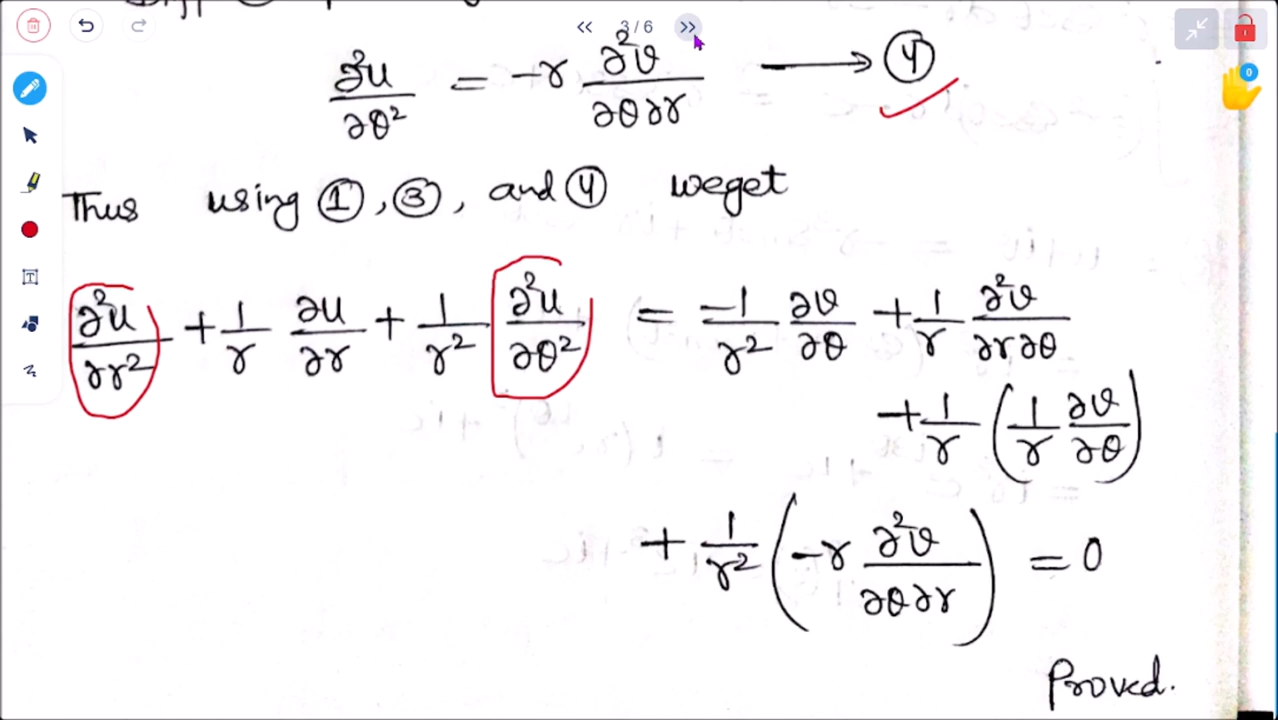 3 / 6
0
∂²u/∂θ² = -r ∂²v/∂θ∂r ⟶ ④
Thus using ①, ③, and ④ weget
∂²u/∂r² + 1/r ∂u/∂r + 1/r² ∂²u/∂θ² = -1/r² ∂v/∂θ + 1/r ∂²v/∂r∂θ
+ 1/r (1/r ∂v/∂θ)
+ 1/r² (-r ∂²v/∂θ∂r) = 0
Proved.